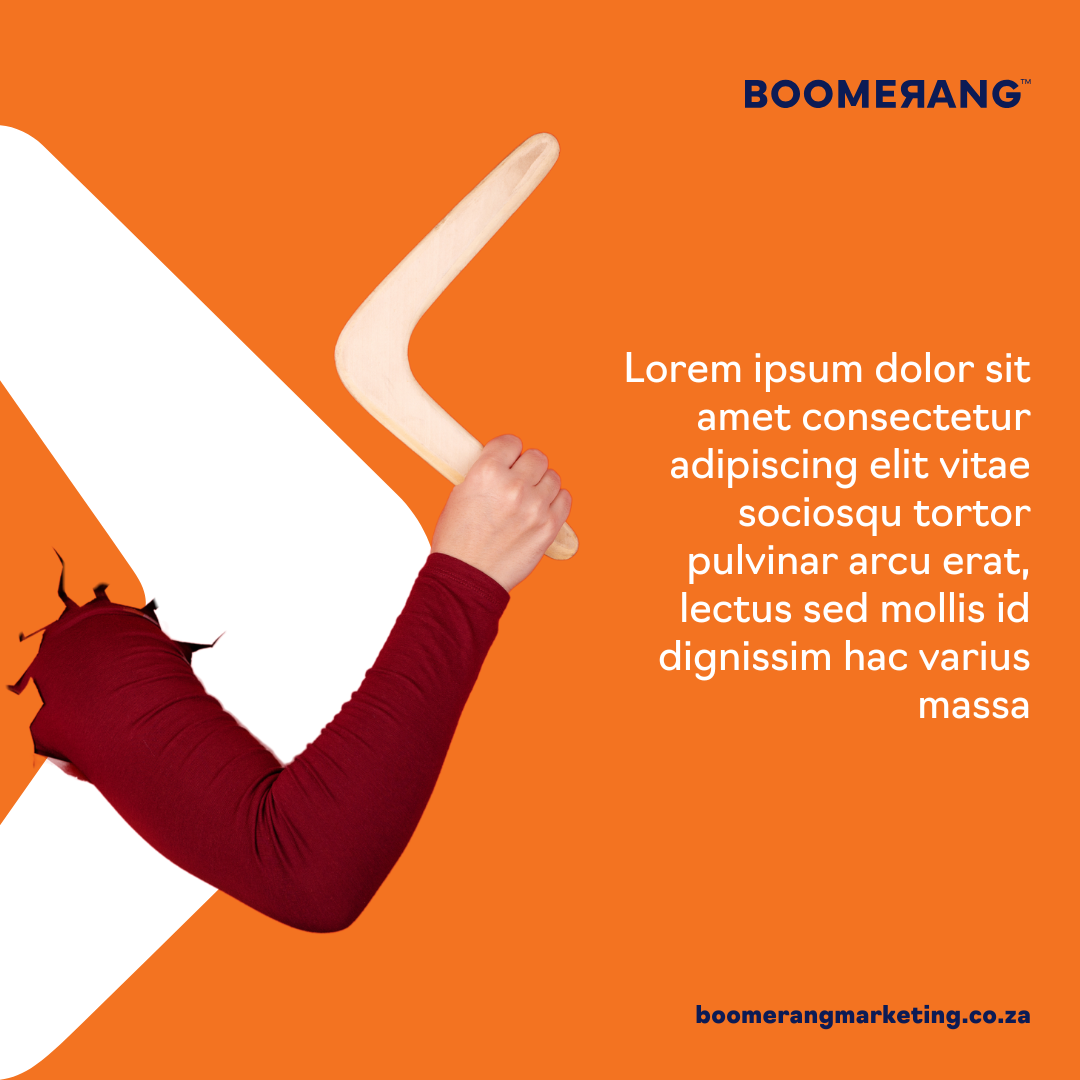 BOOMEЯANG™
Lorem ipsum dolor sit
amet consectetur
adipiscing elit vitae
sociosqu tortor
pulvinar arcu erat,
lectus sed mollis id
dignissim hac varius
massa
boomerangmarketing.co.za